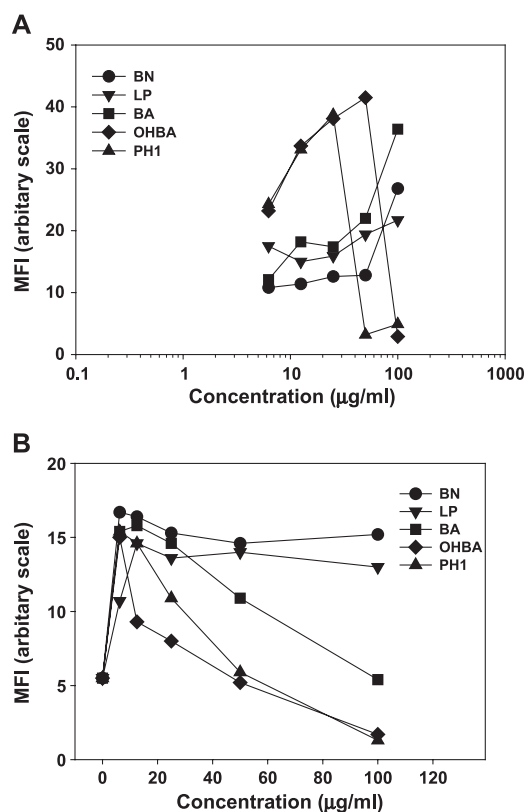 A
MFI (arbitary scale)
50
40
30
20
10
0
BN
LP
BA
OHBA
PH1
0.1
1
10
100
1000
Concentration (µg/ml)
B
MFI (arbitary scale)
20
15
10
5
0
BN
LP
BA
OHBA
PH1
0
20
40
60
80
100
120
Concentration (µg/ml)